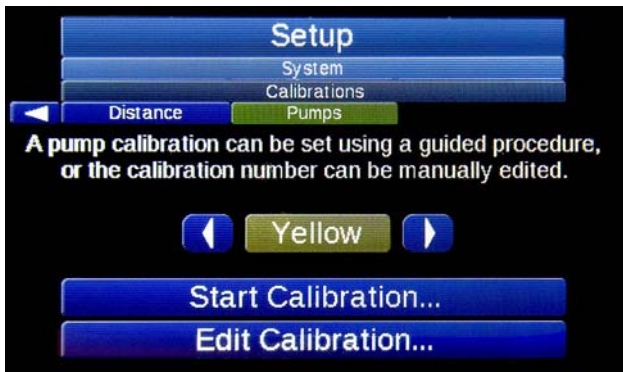 Setup
System
Calibrations
Distance Pumps
A pump calibration can be set using a guided procedure,
or the calibration number can be manually edited.
Yellow
Start Calibration...
Edit Calibration...